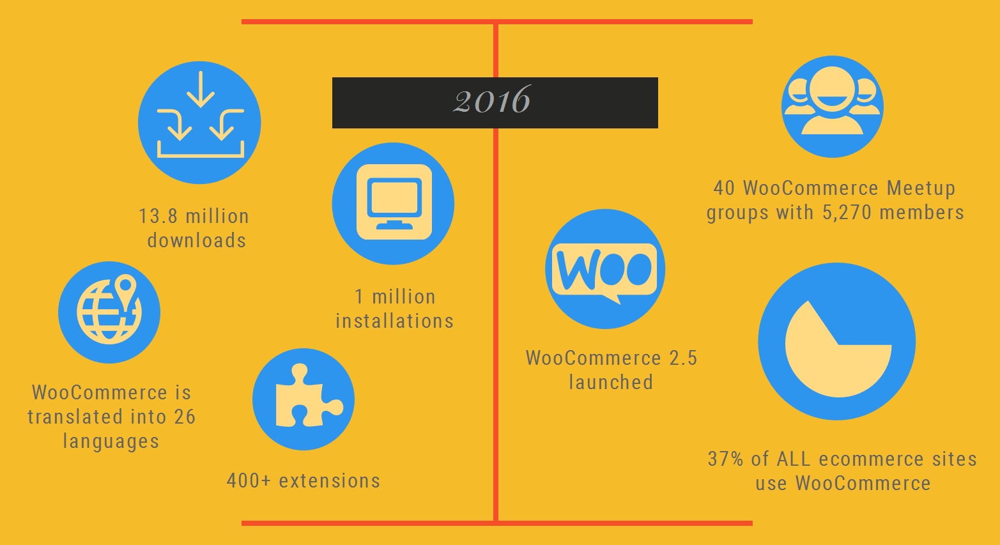 2016
13.8 million
downloads
1 million
installations
WooCommerce is
translated into 26
languages
400+ extensions
40 WooCommerce Meetup
groups with 5,270 members
Woo
WooCommerce 2.5
launched
37% of ALL ecommerce sites
use WooCommerce